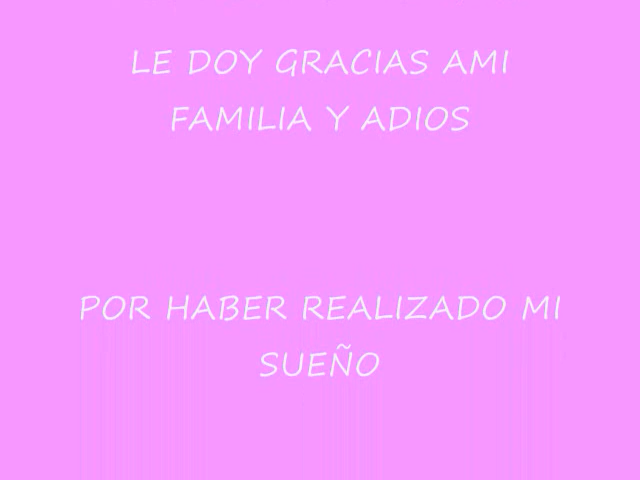 LE DOY GRACIAS AMI
FAMILIA Y ADIOS
POR HABER REALIZADO MI
SUEÑO